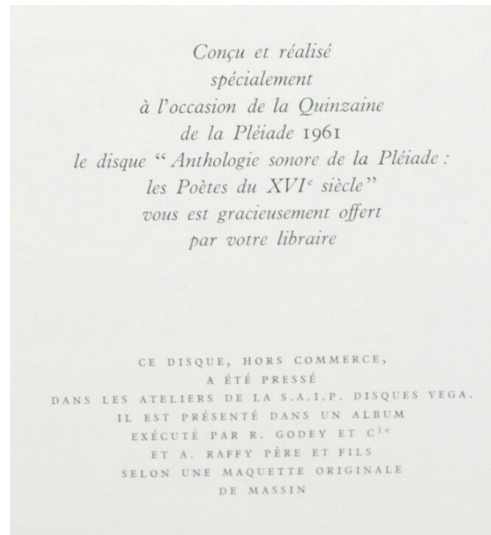 Conçu et réalisé
spécialement
à l'occasion de la Quinzaine
de la Pléiade 1961
le disque “ Anthologie sonore de la Pléiade :
les Poètes du XVIe siècle”
vous est gracieusement offert
par votre libraire
CE DISQUE, HORS COMMERCE,
A ÉTÉ PRESSÉ
DANS LES ATELIERS DE LA S.A.I.P. DISQUES VEGA.
IL EST PRÉSENTÉ DANS UN ALBUM
EXÉCUTÉ PAR R. GODEY ET Cie
ET A. RAFFY PÈRE ET FILS
SELON UNE MAQUETTE ORIGINALE
DE MASSIN